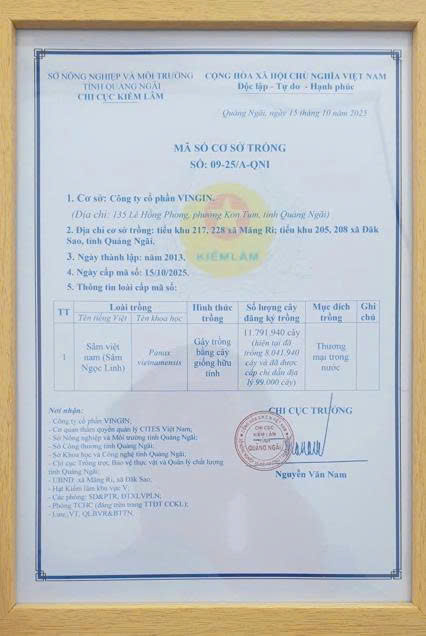 SỞ NÔNG NGHIỆP VÀ MÔI TRƯỜNG
TỈNH QUẢNG NGÃI
CHI CỤC KIỂM LÂM
CỘNG HÒA XÃ HỘI CHỦ NGHĨA VIỆT NAM
Độc lập - Tự do - Hạnh phúc
Quảng Ngãi, ngày 15 tháng 10 năm 2025
MÃ SỐ CƠ SỞ TRỒNG
SỐ: 09-25/A-QNI
1. Cơ sở: Công ty cổ phần VINGIN.
(Địa chỉ: 135 Lê Hồng Phong, phường Kon Tum, tỉnh Quảng Ngãi)
2. Địa chỉ cơ sở trồng: tiểu khu 217, 228 xã Măng Ri; tiểu khu 205, 208 xã Đăk
Sao, tỉnh Quảng Ngãi.
3. Ngày thành lập: năm 2013.
4. Ngày cấp mã số: 15/10/2025.
5. Thông tin loài cấp mã số:
KIỂM LÂM
TT
Loài trồng
Tên tiếng Việt
Tên khoa học
Hình thức
trồng
Số lượng cây
đăng ký trồng
Mục đích
trồng
Ghi
chú
1
Sâm việt
nam (Sâm
Ngọc Linh)
Panax
vietnamensis
Gây trồng
bằng cây
giống hữu
tính
11.791.940 cây
(hiện tại đã
trồng 8.041.940
cây và đã được
cấp chỉ dẫn địa
lý 99.000 cây)
Thương
mại trong
nước
Nơi nhận:
- Công ty cổ phần VINGIN;
- Cơ quan thẩm quyền quản lý CITES Việt Nam;
- Sở Nông nghiệp và Môi trường tỉnh Quảng Ngãi;
- Sở Công thương tỉnh Quảng Ngãi;
- Sở Khoa học và Công nghệ tỉnh Quảng Ngãi;
- Chi cục Trồng trọt, Bảo vệ thực vật và Quản lý chất lượng
tỉnh Quảng Ngãi;
- UBND: xã Măng Ri, xã Đăk Sao;
- Hạt Kiểm lâm khu vực V;
- Các phòng: SD&PTR, ĐTXLVPLN;
- Phòng TCHC (đăng trên trang TTĐT CCKL);
- Lưu: VT, QLBVR&BTTN.
CHI CỤC TRƯỞNG
CHI CỤC
KIỂM LÂM
QUẢNG NGÃI
Nguyễn Văn Nam